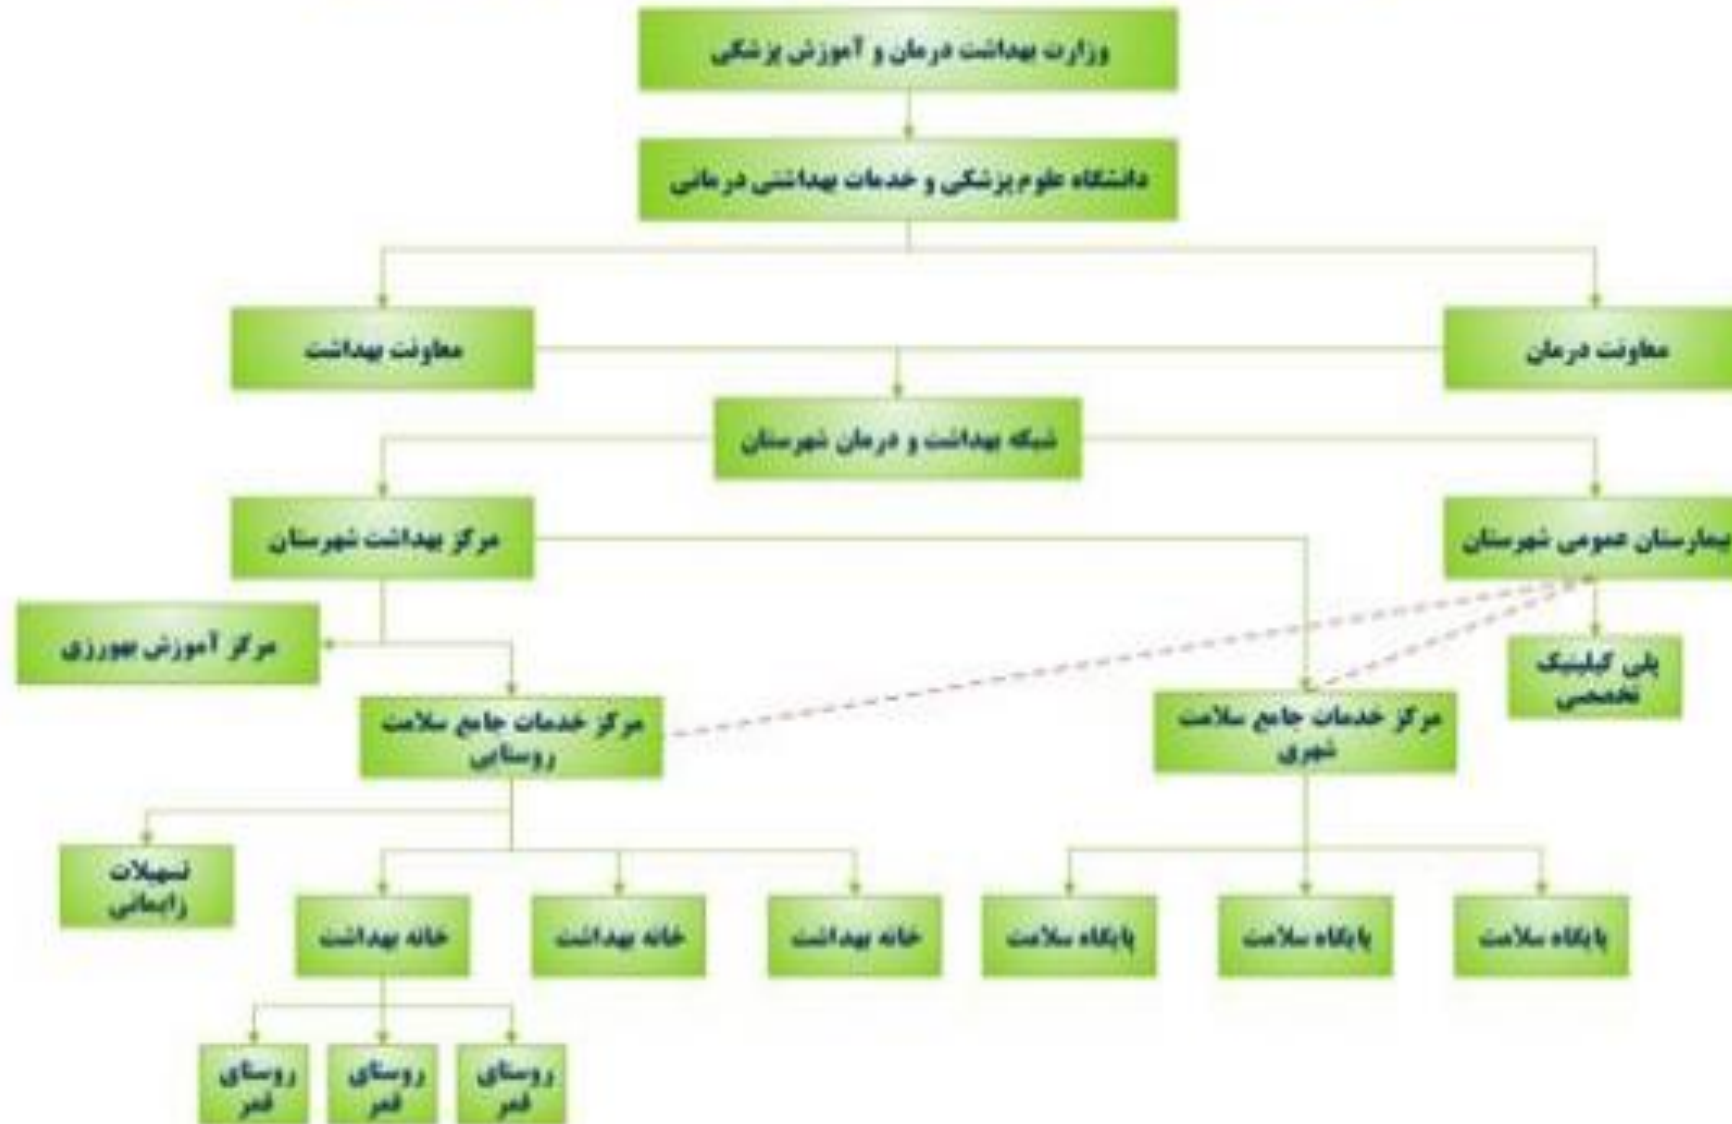 وزارت بهداشت درمان و آموزش پزشکی
دانشگاه علوم پزشکی و خدمات بهداشتی درمانی
معاونت درمان
معاونت بهداشت
شبکه بهداشت و درمان شهرستان
بیمارستان عمومی شهرستان
مرکز بهداشت شهرستان
مرکز آموزش بهورزی
پلی کیلینیک
تخصصی
مرکز خدمات جامع سلامت
شهری
مرکز خدمات جامع سلامت
روستایی
تسهیلات
زایمانی
پایگاه سلامت
پایگاه سلامت
پایگاه سلامت
خانه بهداشت
خانه بهداشت
خانه بهداشت
روستای
قمر
روستای
قمر
روستای
قمر